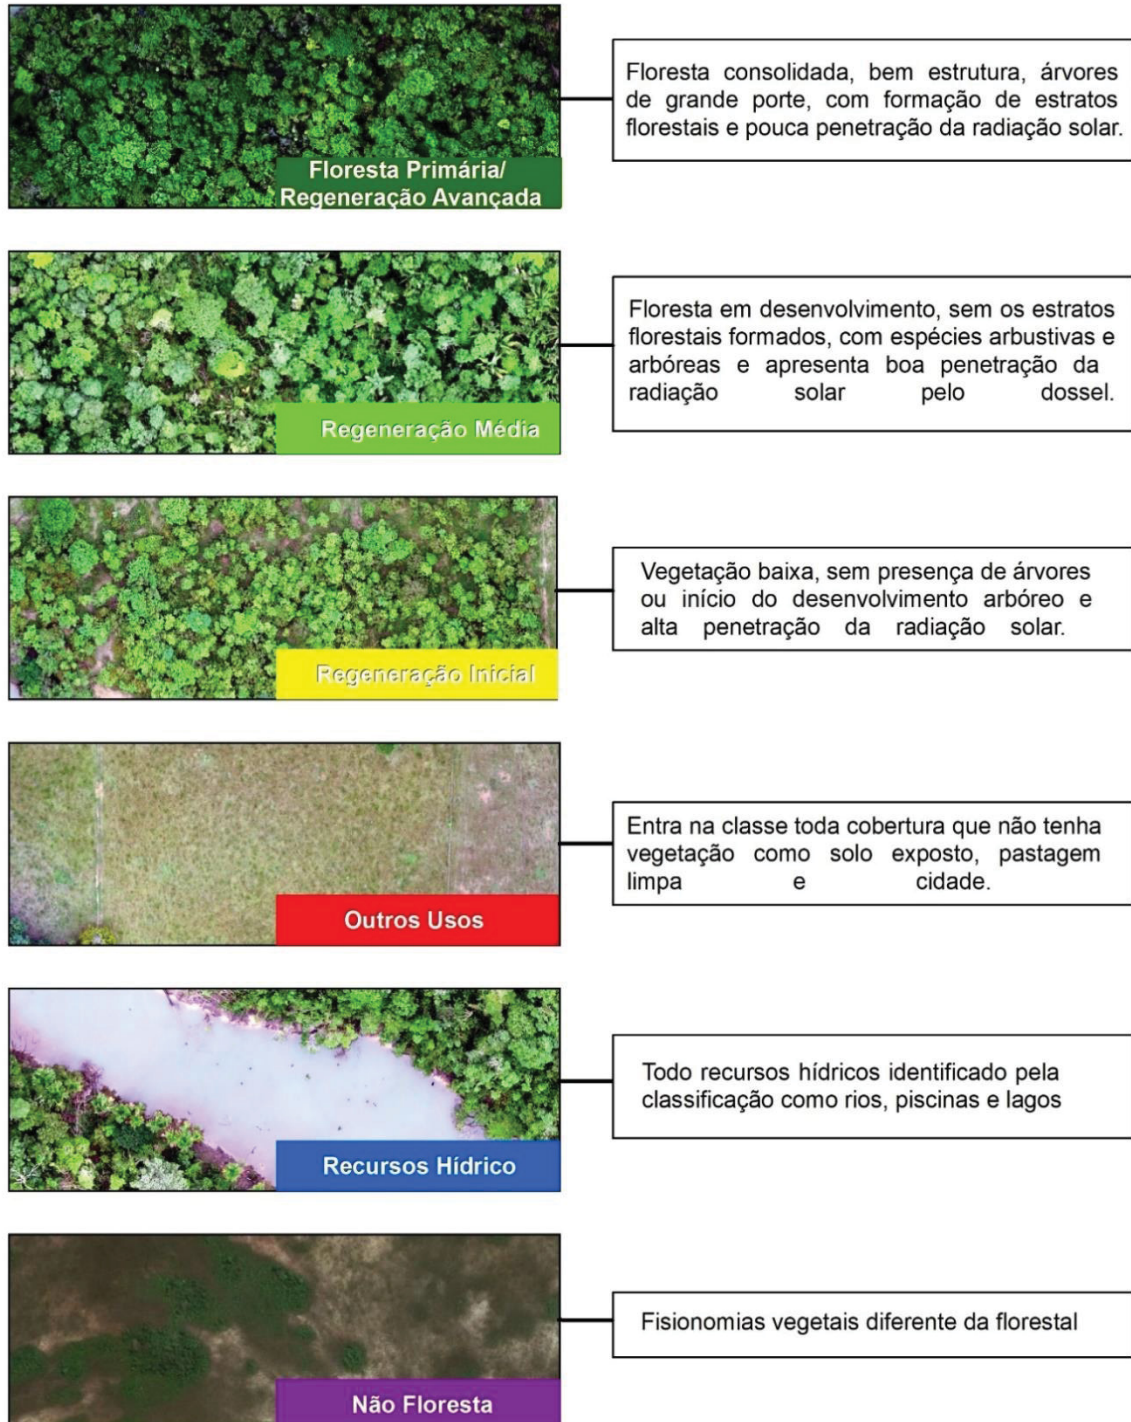 Floresta Primária/
Regeneração Avançada
Floresta consolidada, bem estrutura, árvores
de grande porte, com formação de estratos
florestais e pouca penetração da radiação solar.
Regeneração Média
Floresta em desenvolvimento, sem os estratos
florestais formados, com espécies arbustivas e
arbóreas e apresenta boa penetração da
radiação solar pelo dossel.
Regeneração Inicial
Vegetação baixa, sem presença de árvores
ou início do desenvolvimento arbóreo e
alta penetração da radiação solar.
Outros Usos
Entra na classe toda cobertura que não tenha
vegetação como solo exposto, pastagem
limpa e cidade.
Recursos Hídrico
Todo recursos hídricos identificado pela
classificação como rios, piscinas e lagos
Não Floresta
Fisionomias vegetais diferente da florestal